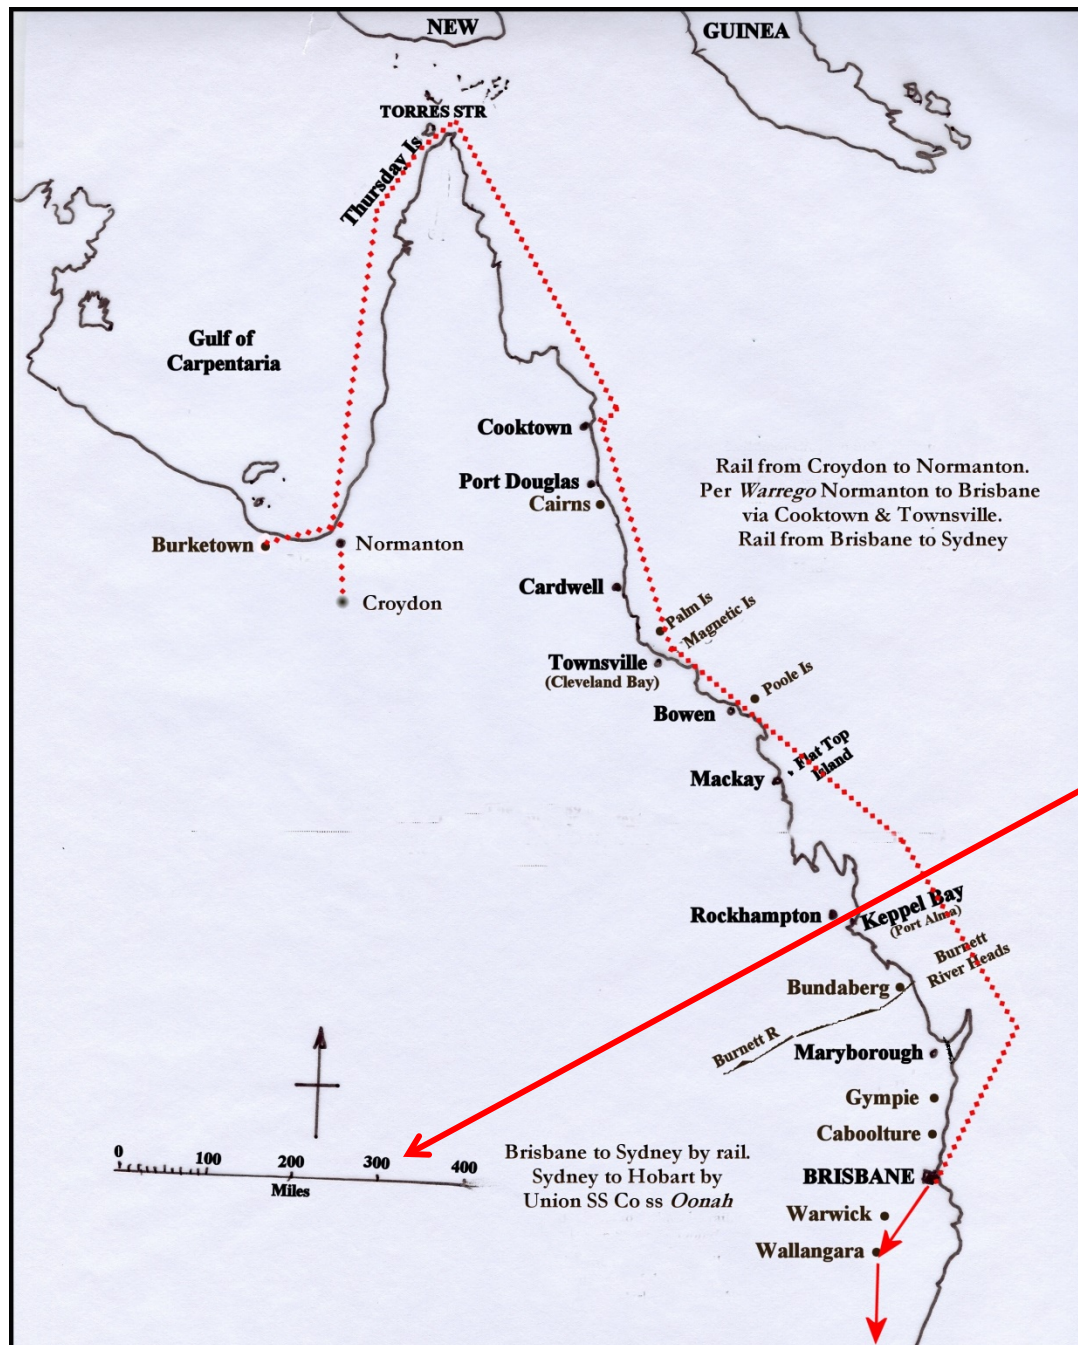 NEW
GUINEA
TORRES STR
Thursday Is
Gulf of
Carpentaria
Cooktown
Port Douglas
Cairns
Rail from Croydon to Normanton.
Per Warrego Normanton to Brisbane
via Cooktown & Townsville.
Rail from Brisbane to Sydney
Burketown
Normanton
Croydon
Cardwell
Palm Is
Magnetic Is
Townsville
(Cleveland Bay)
Poole Is
Bowen
Flat Top
Island
Mackay
Rockhampton
Keppel Bay
(Port Alma)
Burnett
River Heads
Bundaberg
Burnett R
Maryborough
Gympie
Caboolture
0 100 200 300 400
Miles
Brisbane to Sydney by rail.
Sydney to Hobart by
Union SS Co ss Oonah
BRISBANE
Warwick
Wallangara